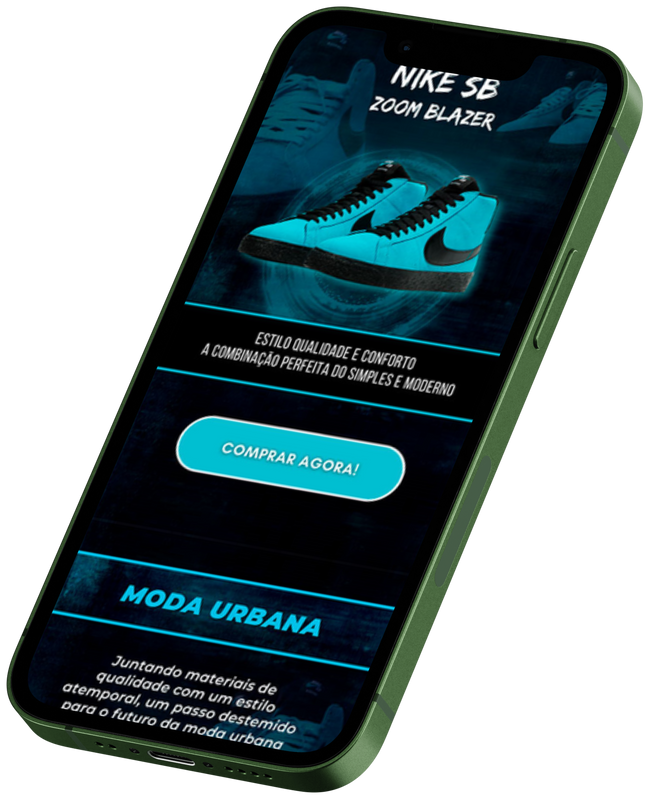 NIKE SB
ZOOM BLAZER
ESTILO QUALIDADE E CONFORTO
A COMBINAÇÃO PERFEITA DO SIMPLES E MODERNO
COMPRAR AGORA!
MODA URBANA
Juntando materiais de
qualidade com um estilo
atemporal, um passo destemido
para o futuro da moda urbana